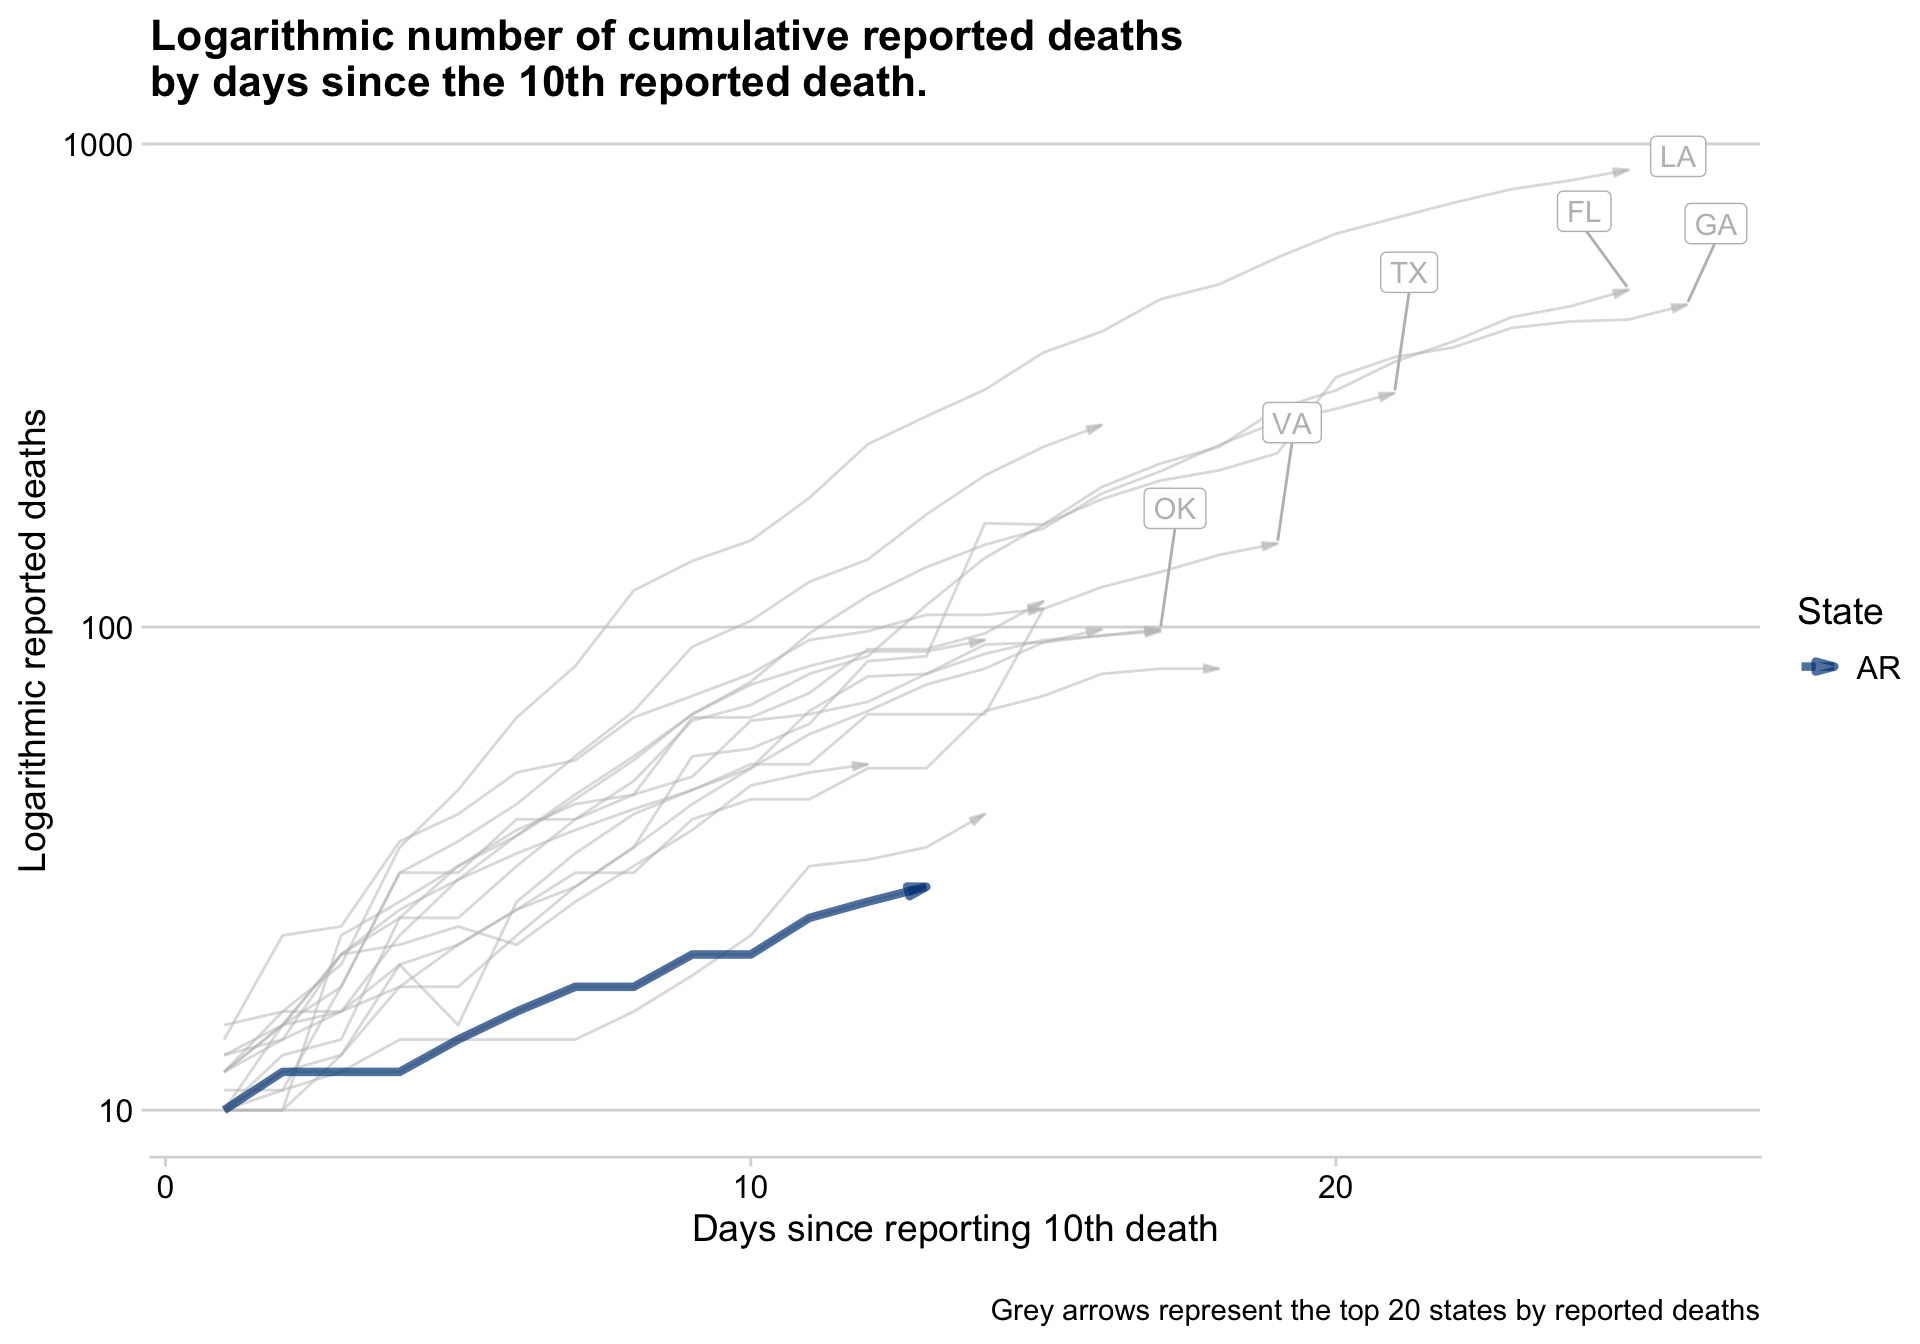 Logarithmic number of cumulative reported deaths
by days since the 10th reported death.
1000
LA
FL
GA
TX
VA
OK
100
10
Logarithmic reported deaths
State
AR
0
10
20
Days since reporting 10th death
Grey arrows represent the top 20 states by reported deaths